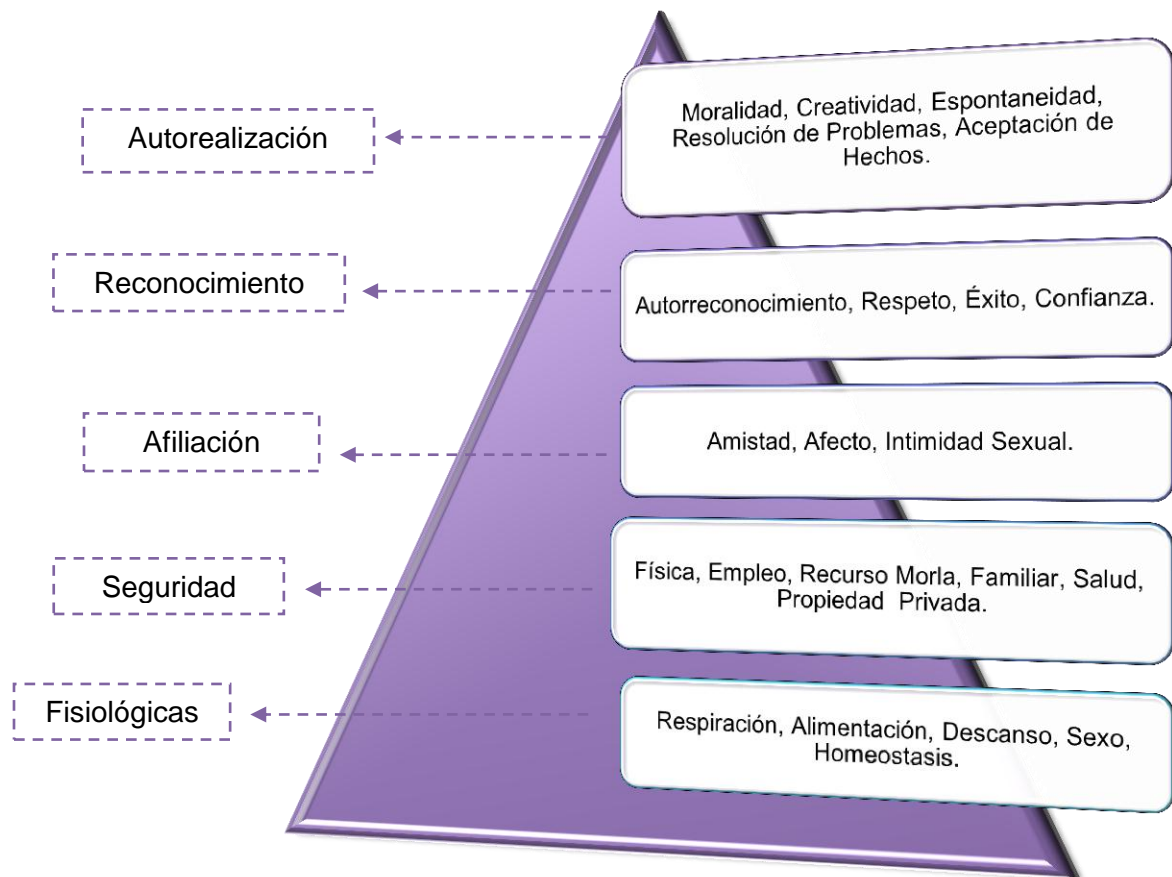 Autorealización
Moralidad, Creatividad, Espontaneidad,
Resolución de Problemas, Aceptación de
Hechos.
Reconocimiento
Autorreconocimiento, Respeto, Éxito, Confianza.
Afiliación
Amistad, Afecto, Intimidad Sexual.
Seguridad
Física, Empleo, Recurso Morla, Familiar, Salud,
Propiedad Privada.
Fisiológicas
Respiración, Alimentación, Descanso, Sexo,
Homeostasis.